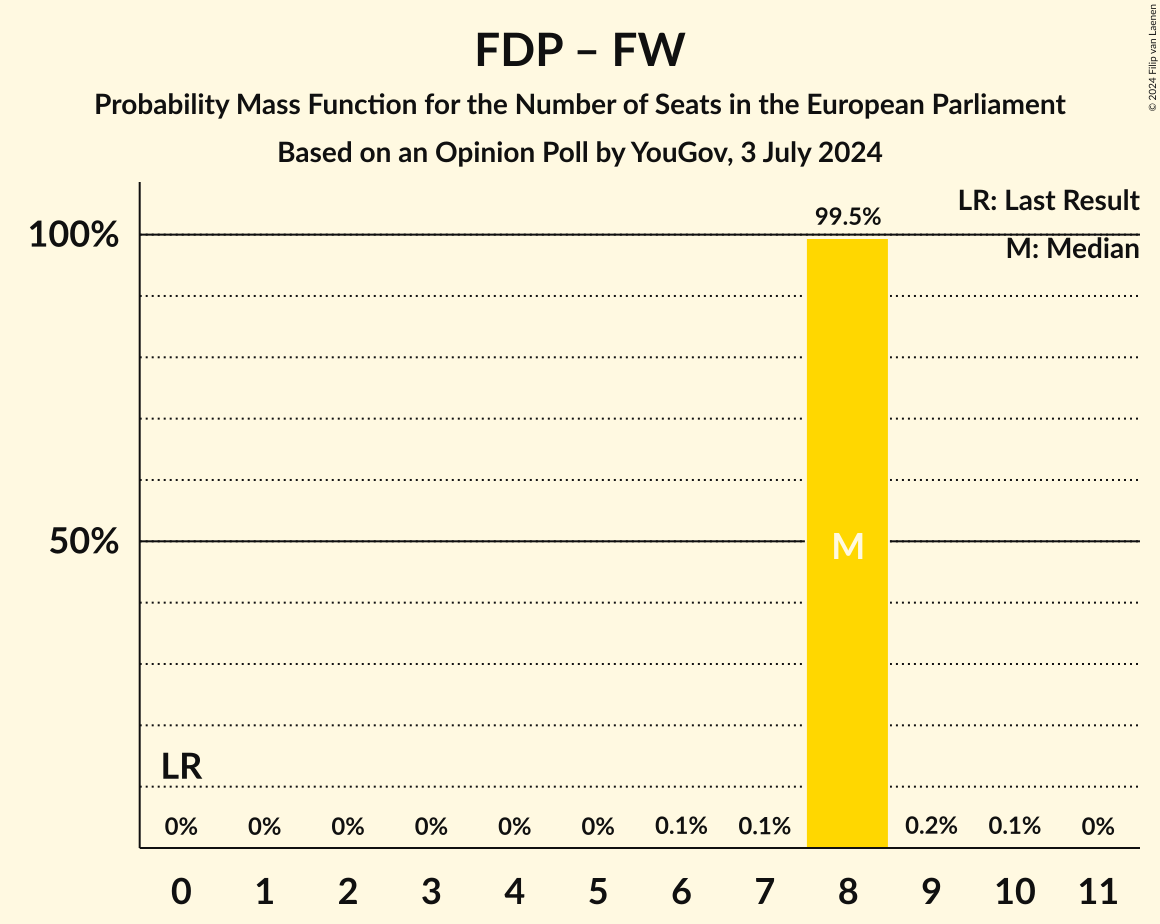 FDP – FW
Probability Mass Function for the Number of Seats in the European Parliament
Based on an Opinion Poll by YouGov, 3 July 2024
© 2024 Filip van Laenen
LR: Last Result
M: Median
99.5%
100%
50%
M
LR
0% 0% 0% 0% 0% 0% 0.1% 0.1% 0.2% 0.1% 0%
0 1 2 3 4 5 6 7 8 9 10 11